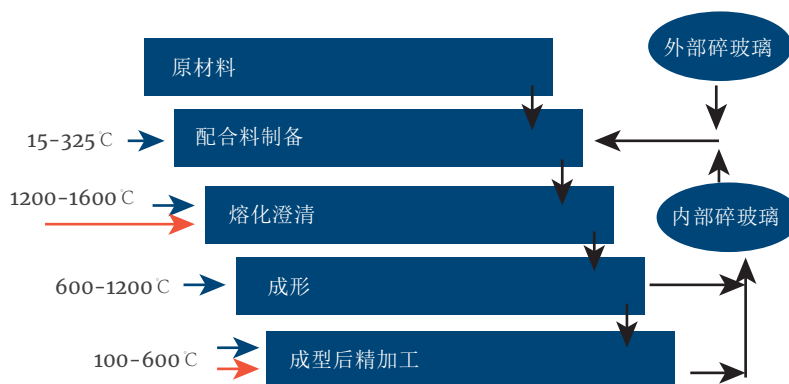 原材料
外部碎玻璃
15-325℃
配合料制备
1200-1600℃
熔化澄清
内部碎玻璃
600-1200℃
成形
100-600℃
成型后精加工